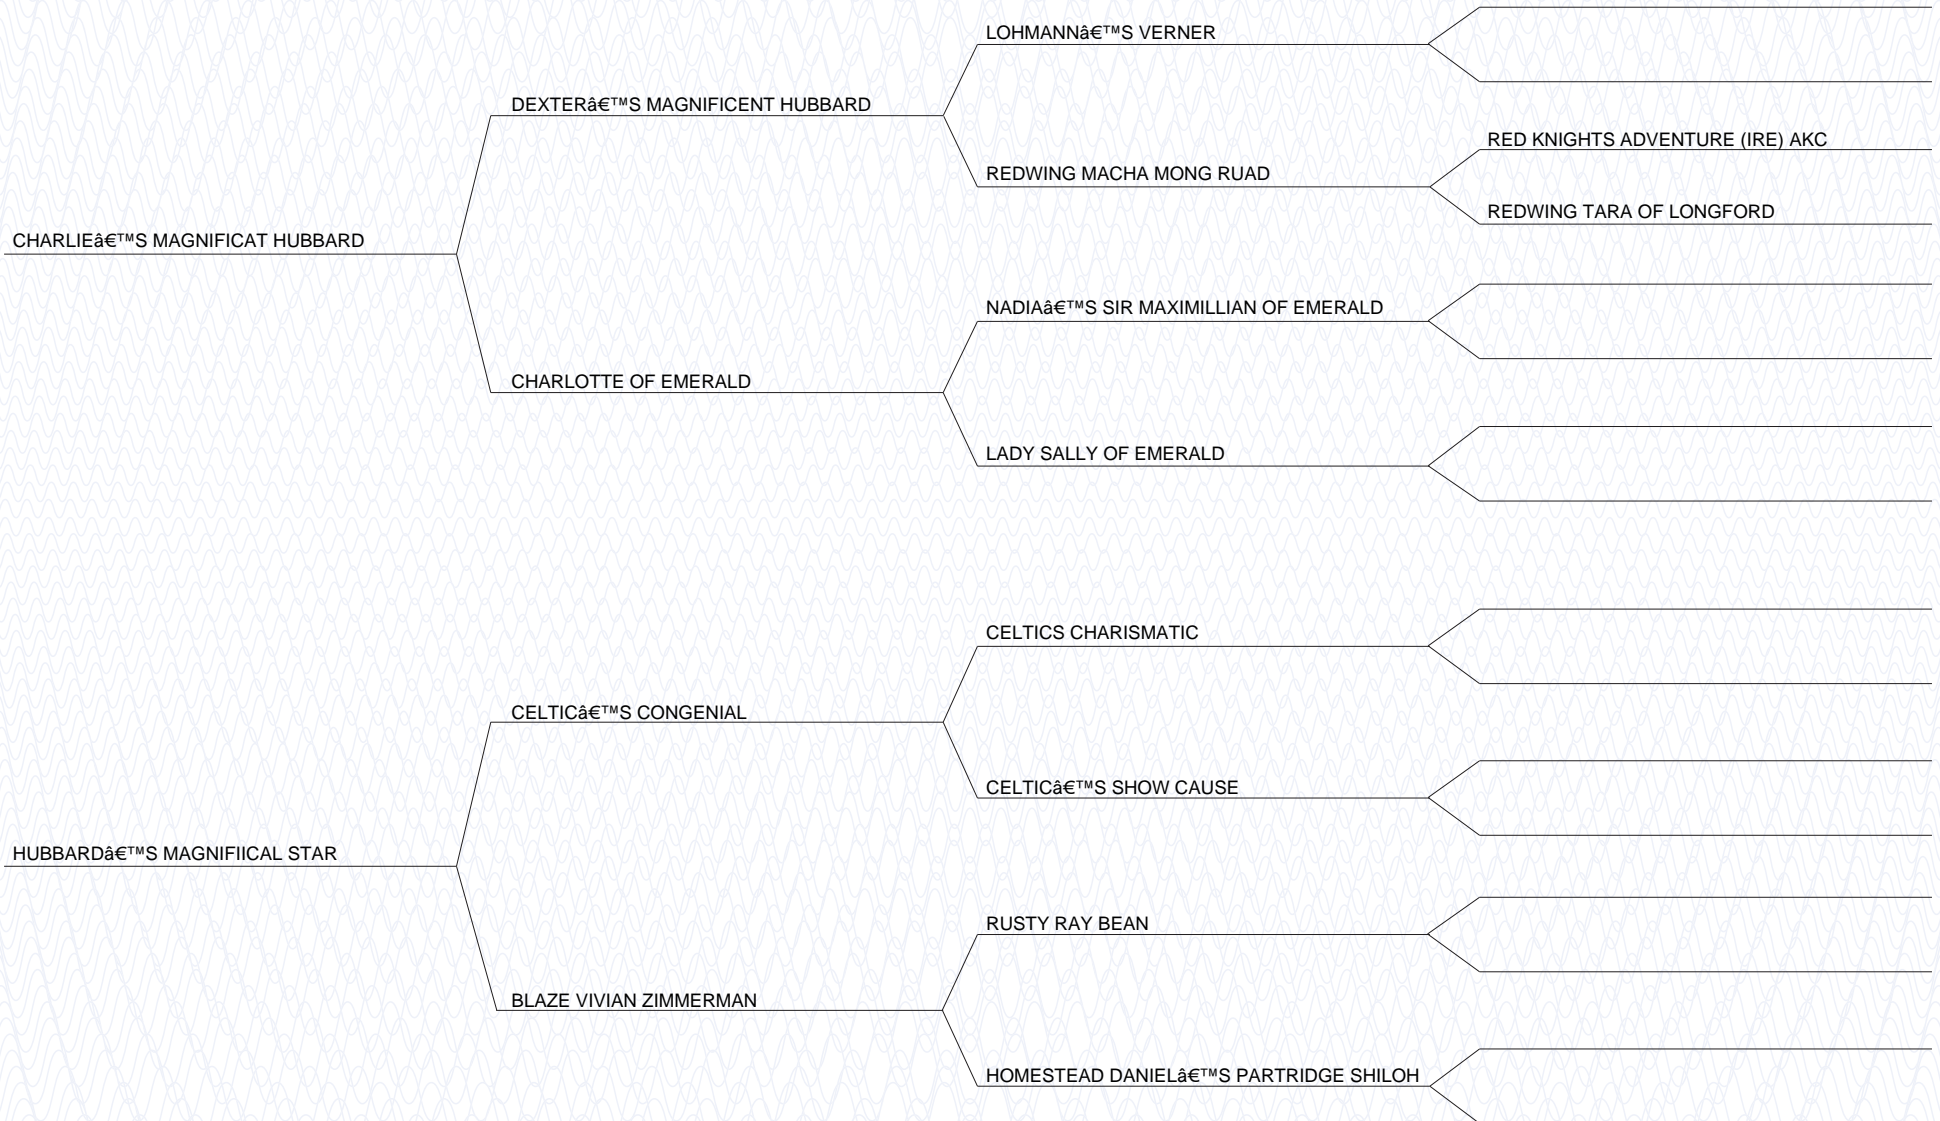 LOHMANNâ€™S VERNER
DEXTERâ€™S MAGNIFICENT HUBBARD
RED KNIGHTS ADVENTURE (IRE) AKC
REDWING MACHA MONG RUAD
REDWING TARA OF LONGFORD
CHARLIEâ€™S MAGNIFICAT HUBBARD
NADIAâ€™S SIR MAXIMILLIAN OF EMERALD
CHARLOTTE OF EMERALD
LADY SALLY OF EMERALD
CELTICS CHARISMATIC
CELTICâ€™S CONGENIAL
CELTICâ€™S SHOW CAUSE
HUBBARDâ€™S MAGNIFIICAL STAR
RUSTY RAY BEAN
BLAZE VIVIAN ZIMMERMAN
HOMESTEAD DANIELâ€™S PARTRIDGE SHILOH